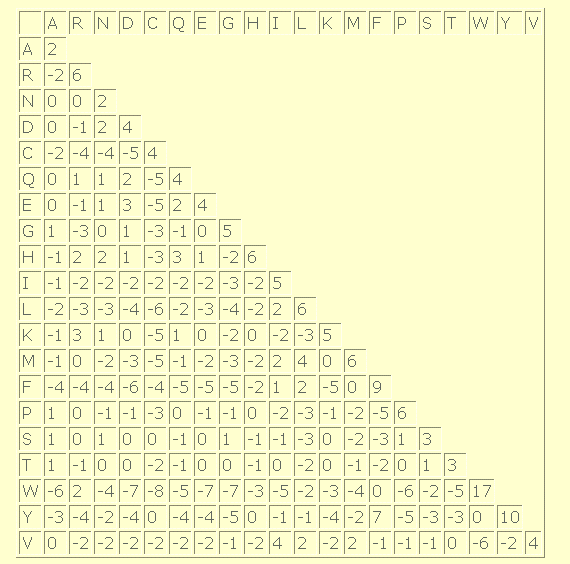 A R N D C Q E G H I L K M F P S T W Y V
A 2
R -2 6
N 0 0 2
D 0 -1 2 4
C -2 -4 -4 -5 4
Q 0 1 1 2 -5 4
E 0 -1 1 3 -5 2 4
G 1 -3 0 1 -3 -1 0 5
H -1 2 2 1 -3 3 1 -2 6
I -1 -2 -2 -2 -2 -2 -2 -3 -2 5
L -2 -3 -3 -4 -6 -2 -3 -4 -2 2 6
K -1 3 1 0 -5 1 0 -2 0 -2 -3 5
M -1 0 -2 -3 -5 -1 -2 -3 -2 2 4 0 6
F -4 -4 -4 -6 -4 -5 -5 -5 -2 1 2 -5 0 9
P 1 0 -1 -1 -3 0 -1 -1 0 -2 -3 -1 -2 -5 6
S 1 0 1 0 0 -1 0 1 -1 -1 -3 0 -2 -3 1 3
T 1 -1 0 0 -2 -1 0 0 -1 0 -2 0 -1 -2 0 1 3
W -6 2 -4 -7 -8 -5 -7 -7 -3 -5 -2 -3 -4 0 -6 -2 -5 17
Y -3 -4 -2 -4 0 -4 -4 -5 0 -1 -1 -4 -2 7 -5 -3 -3 0 10
V 0 -2 -2 -2 -2 -2 -2 -1 -2 4 2 -2 2 -1 -1 -1 0 -6 -2 4